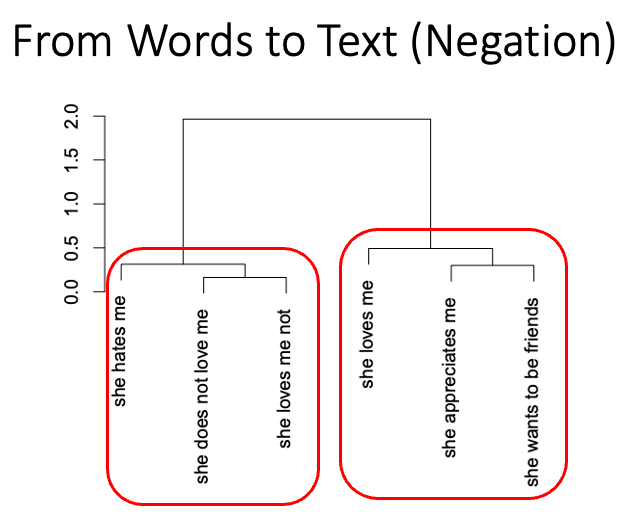 From Words to Text (Negation)
2.0
1.5
1.0
0.5
0.0
she hates me
she does not love me
she loves me not
she loves me
she appreciates me
she wants to be friends